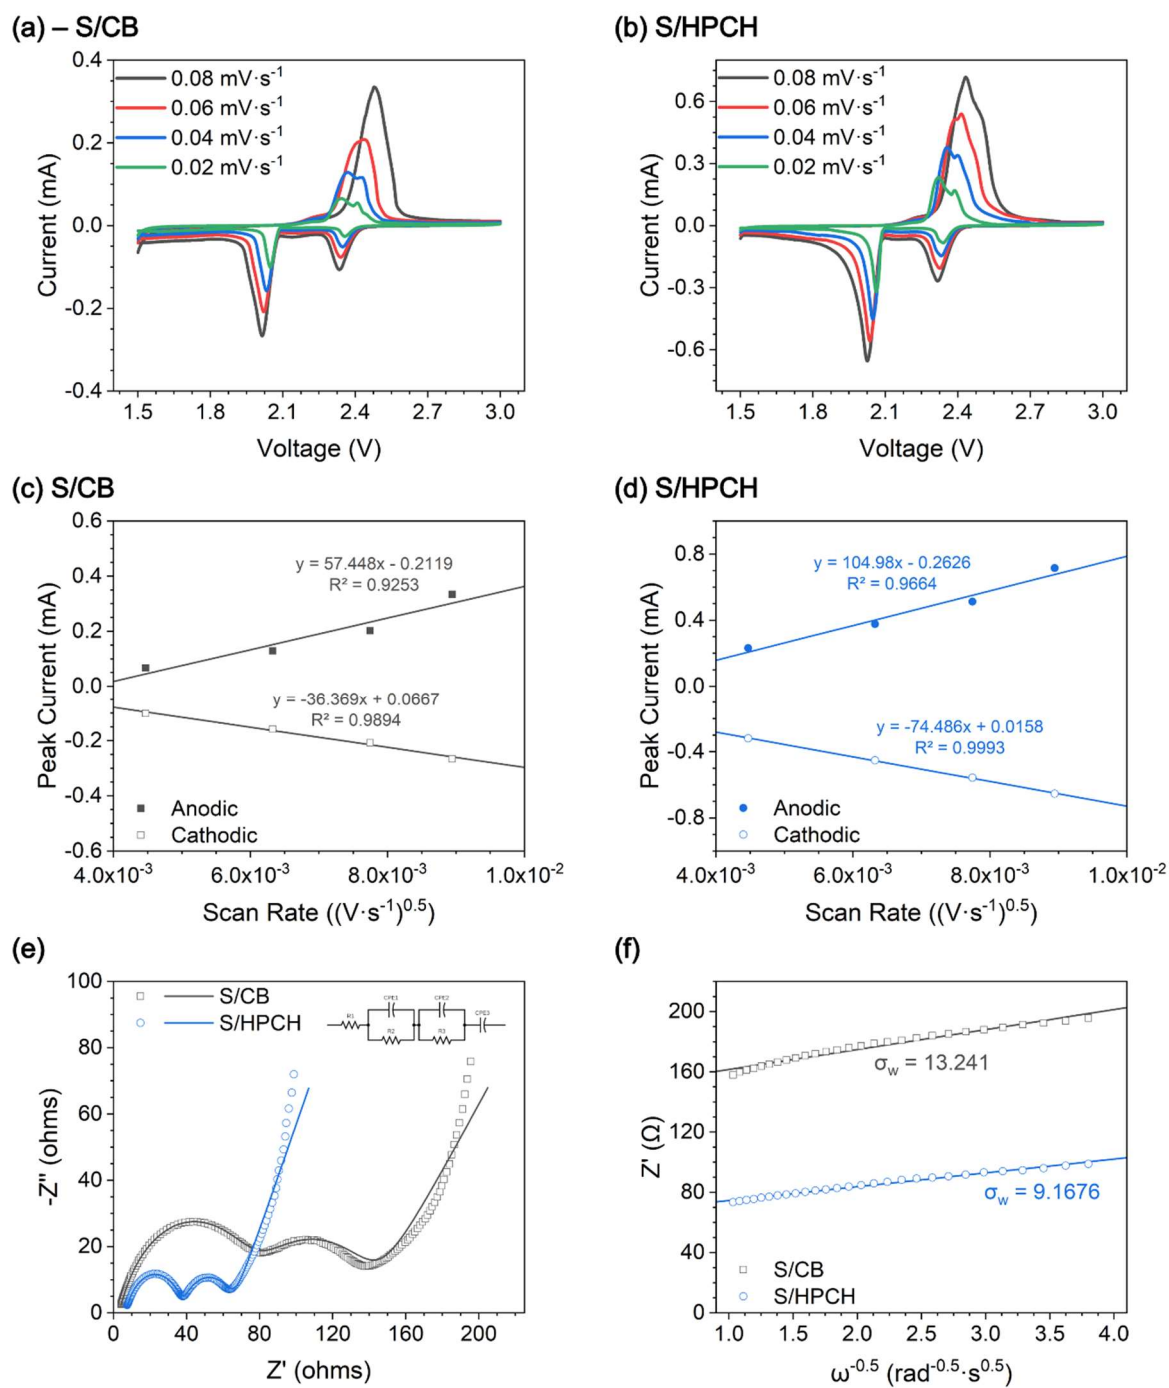 (a) – S/CB
0.4
0.2
0.0
-0.2
-0.4
Current (mA)
0.08 mV·s⁻¹
0.06 mV·s⁻¹
0.04 mV·s⁻¹
0.02 mV·s⁻¹
1.5 1.8 2.1 2.4 2.7 3.0
Voltage (V)
(b) S/HPCH
0.6
0.3
0.0
-0.3
-0.6
Current (mA)
0.08 mV·s⁻¹
0.06 mV·s⁻¹
0.04 mV·s⁻¹
0.02 mV·s⁻¹
1.5 1.8 2.1 2.4 2.7 3.0
Voltage (V)
(c) S/CB
0.6
0.4
0.2
0.0
-0.2
-0.4
-0.6
Peak Current (mA)
y = 57.448x - 0.2119
R² = 0.9253
y = -36.369x + 0.0667
R² = 0.9894
Anodic
Cathodic
4.0x10⁻³ 6.0x10⁻³ 8.0x10⁻³ 1.0x10⁻²
Scan Rate ((V·s⁻¹)⁰·⁵)
(d) S/HPCH
0.8
0.4
0.0
-0.4
-0.8
Peak Current (mA)
y = 104.98x - 0.2626
R² = 0.9664
y = -74.486x + 0.0158
R² = 0.9993
Anodic
Cathodic
4.0x10⁻³ 6.0x10⁻³ 8.0x10⁻³ 1.0x10⁻²
Scan Rate ((V·s⁻¹)⁰·⁵)
(e)
100
80
60
40
20
0
-Z" (ohms)
S/CB
S/HPCH
R1
CPE1
R2
CPE2
R3
CPE3
0 40 80 120 160 200
Z' (ohms)
(f)
200
160
120
80
40
0
Z' (Ω)
σw = 13.241
σw = 9.1676
S/CB
S/HPCH
1.0 1.5 2.0 2.5 3.0 3.5 4.0
ω⁻⁰·⁵ (rad⁻⁰·⁵·s⁰·⁵)